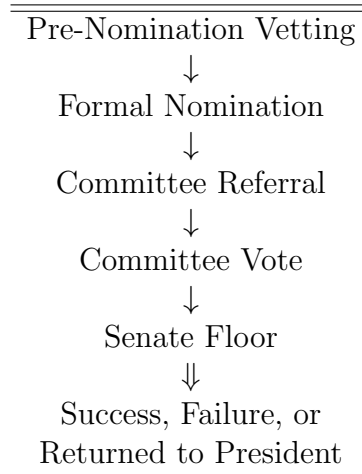 Pre-Nomination Vetting
↓
Formal Nomination
↓
Committee Referral
↓
Committee Vote
↓
Senate Floor
⇓
Success, Failure, or
Returned to President